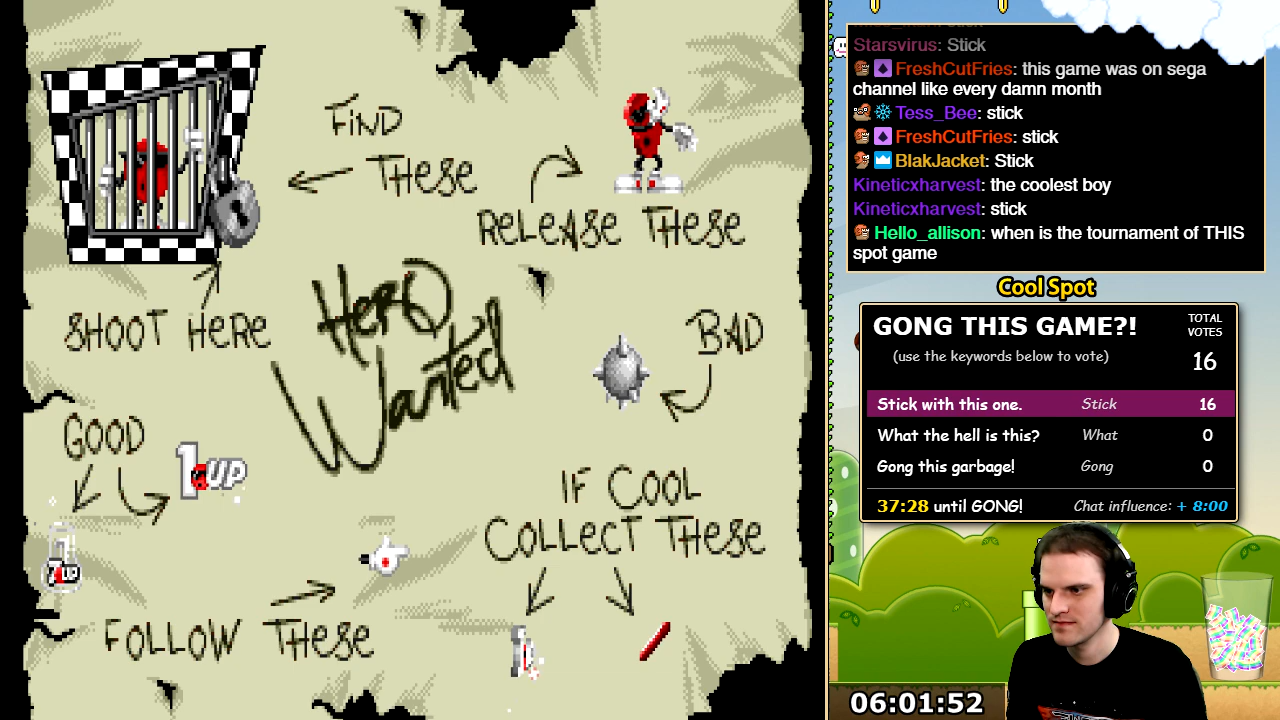 FIND
THESE
RELEASE THESE
SHOOT HERE
Hero
Wanted
BAD
GOOD
1UP
7UP
IF COOL
COLLECT THESE
FOLLOW THESE
Starsvirus: Stick
FreshCutFries: this game was on sega
channel like every damn month
Tess_Bee: stick
FreshCutFries: stick
BlakJacket: Stick
Kineticxharvest: the coolest boy
Kineticxharvest: stick
Hello_allison: when is the tournament of THIS
spot game
Cool Spot
GONG THIS GAME?!
TOTAL
VOTES
(use the keywords below to vote)
16
Stick with this one. Stick 16
What the hell is this? What 0
Gong this garbage! Gong 0
37:28 until GONG! Chat influence: + 8:00
06:01:52